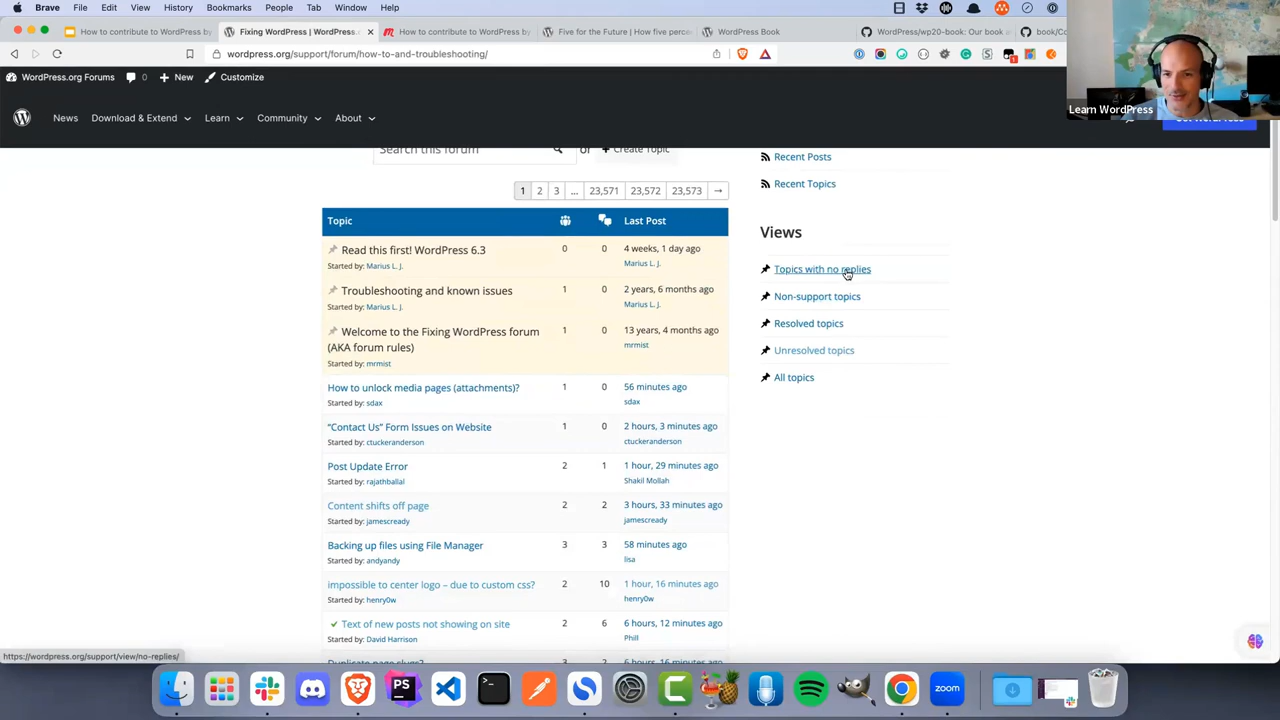 Brave File Edit View History Bookmarks People Tab Window Help
How to contribute to WordPress by
Fixing WordPress | WordPress.
How to contribute to WordPress by
Five for the Future | How five perce
WordPress Book
WordPress/wp20-book: Our book a
book/Co
wordpress.org/support/forum/how-to-and-troubleshooting/
WordPress.org Forums 0 New Customize
Learn WordPress
News Download & Extend Learn Community About
Search this forum or + Create Topic
1 2 3 ... 23,571 23,572 23,573 →
Topic Last Post
Read this first! WordPress 6.3 0 0 4 weeks, 1 day ago
Started by: Marius L. J. Marius L. J.
Troubleshooting and known issues 1 0 2 years, 6 months ago
Started by: Marius L. J. Marius L. J.
Welcome to the Fixing WordPress forum 1 0 13 years, 4 months ago
(AKA forum rules) mrmist
Started by: mrmist
How to unlock media pages (attachments)? 1 0 56 minutes ago
Started by: sdax sdax
“Contact Us” Form Issues on Website 1 0 2 hours, 3 minutes ago
Started by: ctuckeranderson ctuckeranderson
Post Update Error 2 1 1 hour, 29 minutes ago
Started by: rajathballal Shakil Mollah
Content shifts off page 2 2 3 hours, 33 minutes ago
Started by: jamescready jamescready
Backing up files using File Manager 3 3 58 minutes ago
Started by: andyandy lisa
impossible to center logo – due to custom css? 2 10 1 hour, 16 minutes ago
Started by: henry0w henry0w
Text of new posts not showing on site 2 6 6 hours, 12 minutes ago
Started by: David Harrison Phill
Duplicate page slugs?
Recent Posts
Recent Topics
Views
Topics with no replies
Non-support topics
Resolved topics
Unresolved topics
All topics
https://wordpress.org/support/view/no-replies/
PS
zoom